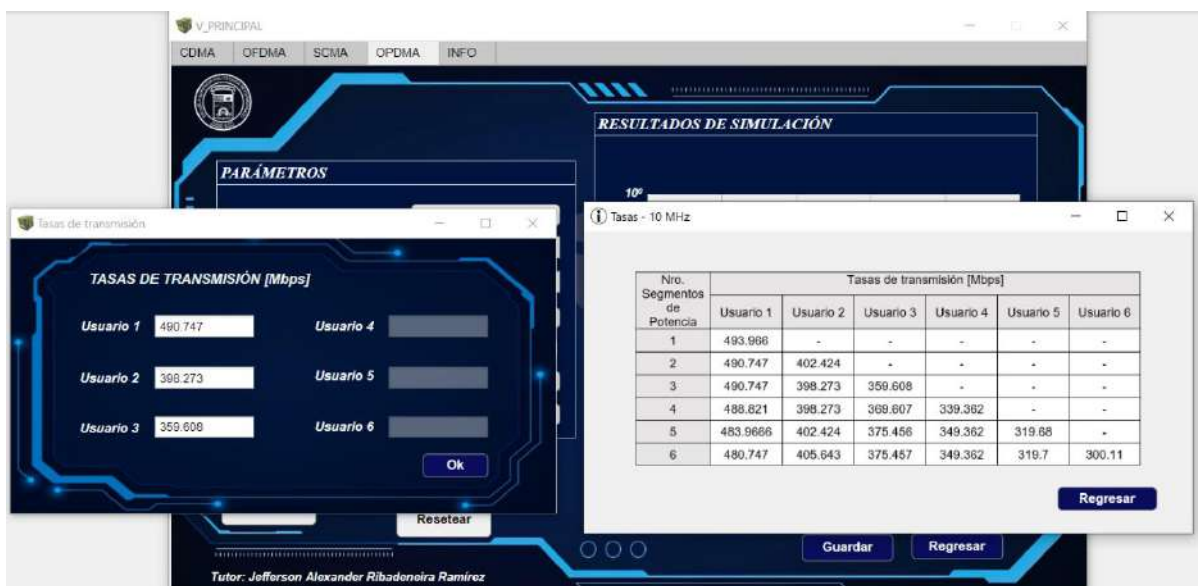 V_PRINCIPAL
CDMA OFDMA SCMA OPDMA INFO
RESULTADOS DE SIMULACIÓN
PARÁMETROS
10⁰
Tasas de transmisión
TASAS DE TRANSMISIÓN [Mbps]
Usuario 1 490.747 Usuario 4
Usuario 2 398.273 Usuario 5
Usuario 3 359.608 Usuario 6
Ok
Tasas - 10 MHz
Nro. Segmentos de Potencia Tasas de transmisión [Mbps]
Usuario 1 Usuario 2 Usuario 3 Usuario 4 Usuario 5 Usuario 6
1 493.966 - - - - -
2 490.747 402.424 - - - -
3 490.747 398.273 359.608 - - -
4 488.821 398.273 369.607 339.362 - -
5 483.9666 402.424 375.456 349.362 319.68 -
6 480.747 405.643 375.457 349.362 319.7 300.11
Regresar
Resetear
Guardar Regresar
Tutor: Jefferson Alexander Ribadeneira Ramírez